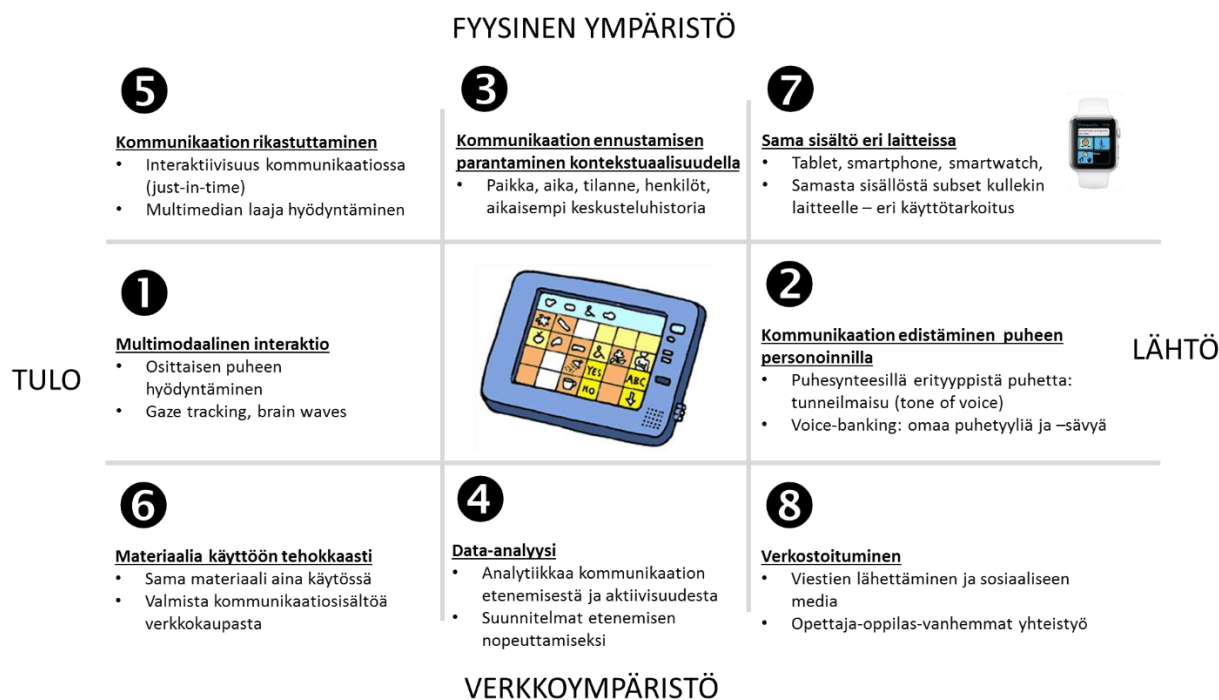 FYYSINEN YMPÄRISTÖ
5
Kommunikaation rikastuttaminen
• Interaktiivisuus kommunikaatiossa
(just-in-time)
• Multimedian laaja hyödyntäminen
3
Kommunikaation ennustamisen
parantaminen kontekstuaalisuudella
• Paikka, aika, tilanne, henkilöt,
aikaisempi keskusteluhistoria
7
Sama sisältö eri laitteissa
• Tablet, smartphone, smartwatch,
• Samasta sisällöstä subset kullekin
laitteelle – eri käyttötarkoitus
TULO
1
Multimodaalinen interaktio
• Osittaisen puheen
hyödyntäminen
• Gaze tracking, brain waves
YES
ABC
NO
2
Kommunikaation edistäminen puheen
personoinnilla
• Puhesynteesillä erityyppistä puhetta:
tunneilmaisu (tone of voice)
• Voice-banking: omaa puhetyyliä ja –sävyä
LÄHTÖ
6
Materiaalia käyttöön tehokkaasti
• Sama materiaali aina käytössä
• Valmista kommunikaatiosisältöä
verkkokaupasta
4
Data-analyysi
• Analytiikkaa kommunikaation
etenemisestä ja aktiivisuudesta
• Suunnitelmat etenemisen
nopeuttamiseksi
8
Verkostoituminen
• Viestien lähettäminen ja sosiaaliseen
media
• Opettaja-oppilas-vanhemmat yhteistyö
VERKKOYMPÄRISTÖ